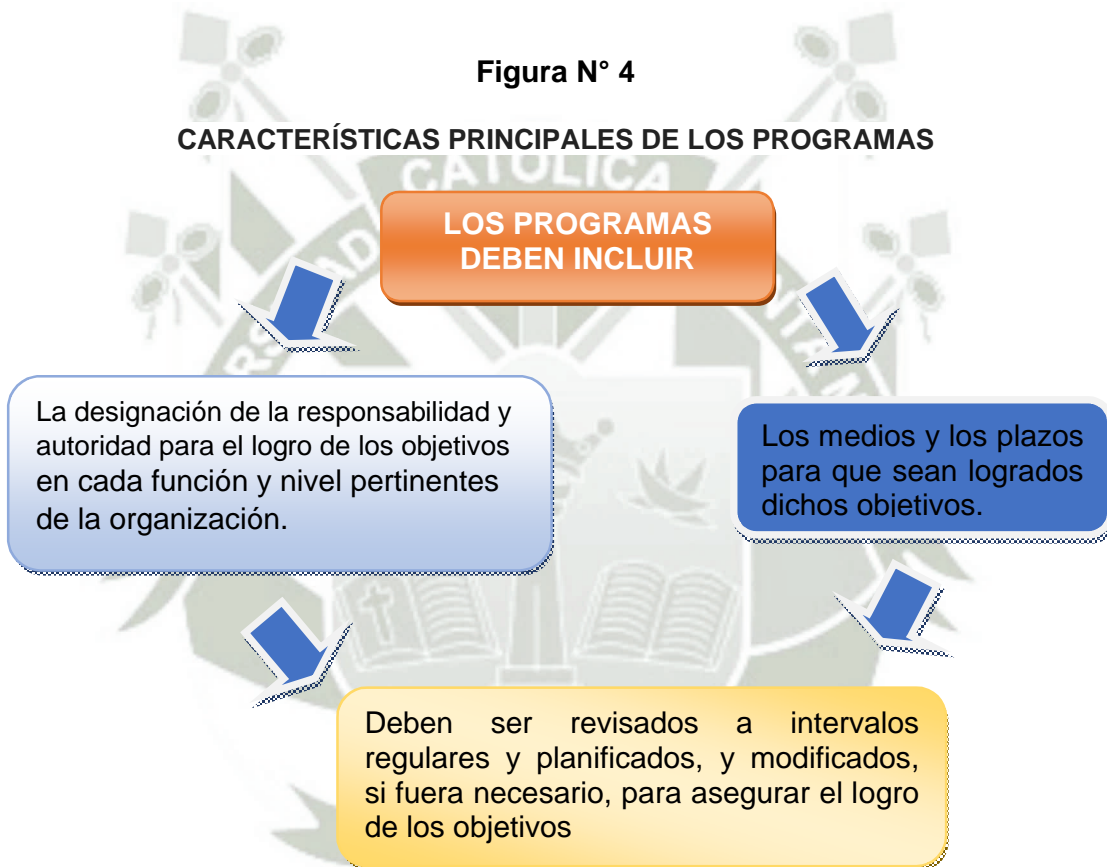 Figura N° 4
CARACTERÍSTICAS PRINCIPALES DE LOS PROGRAMAS
CATOLICA
LOS PROGRAMAS
DEBEN INCLUIR
La designación de la responsabilidad y
autoridad para el logro de los objetivos
en cada función y nivel pertinentes
de la organización.
Los medios y los plazos
para que sean logrados
dichos objetivos.
Deben ser revisados a intervalos
regulares y planificados, y modificados,
si fuera necesario, para asegurar el logro
de los objetivos